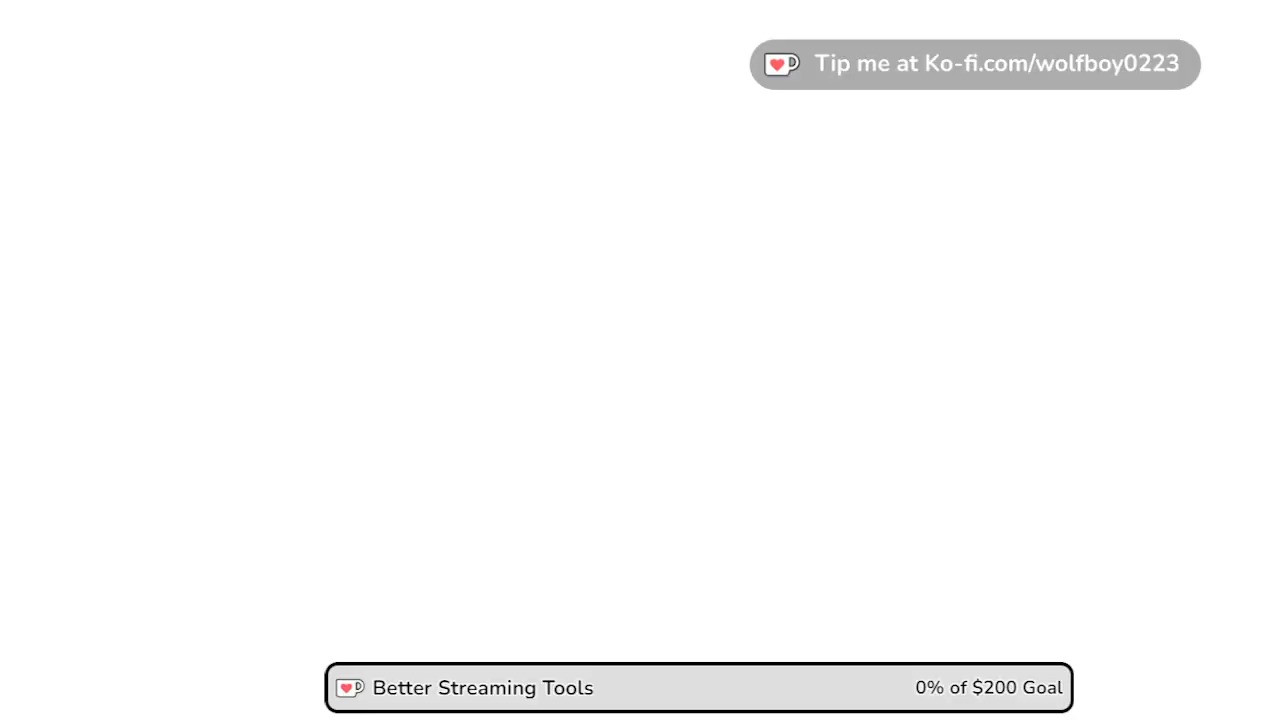 Tip me at Ko-fi.com/wolfboy0223
Better Streaming Tools
0% of $200 Goal